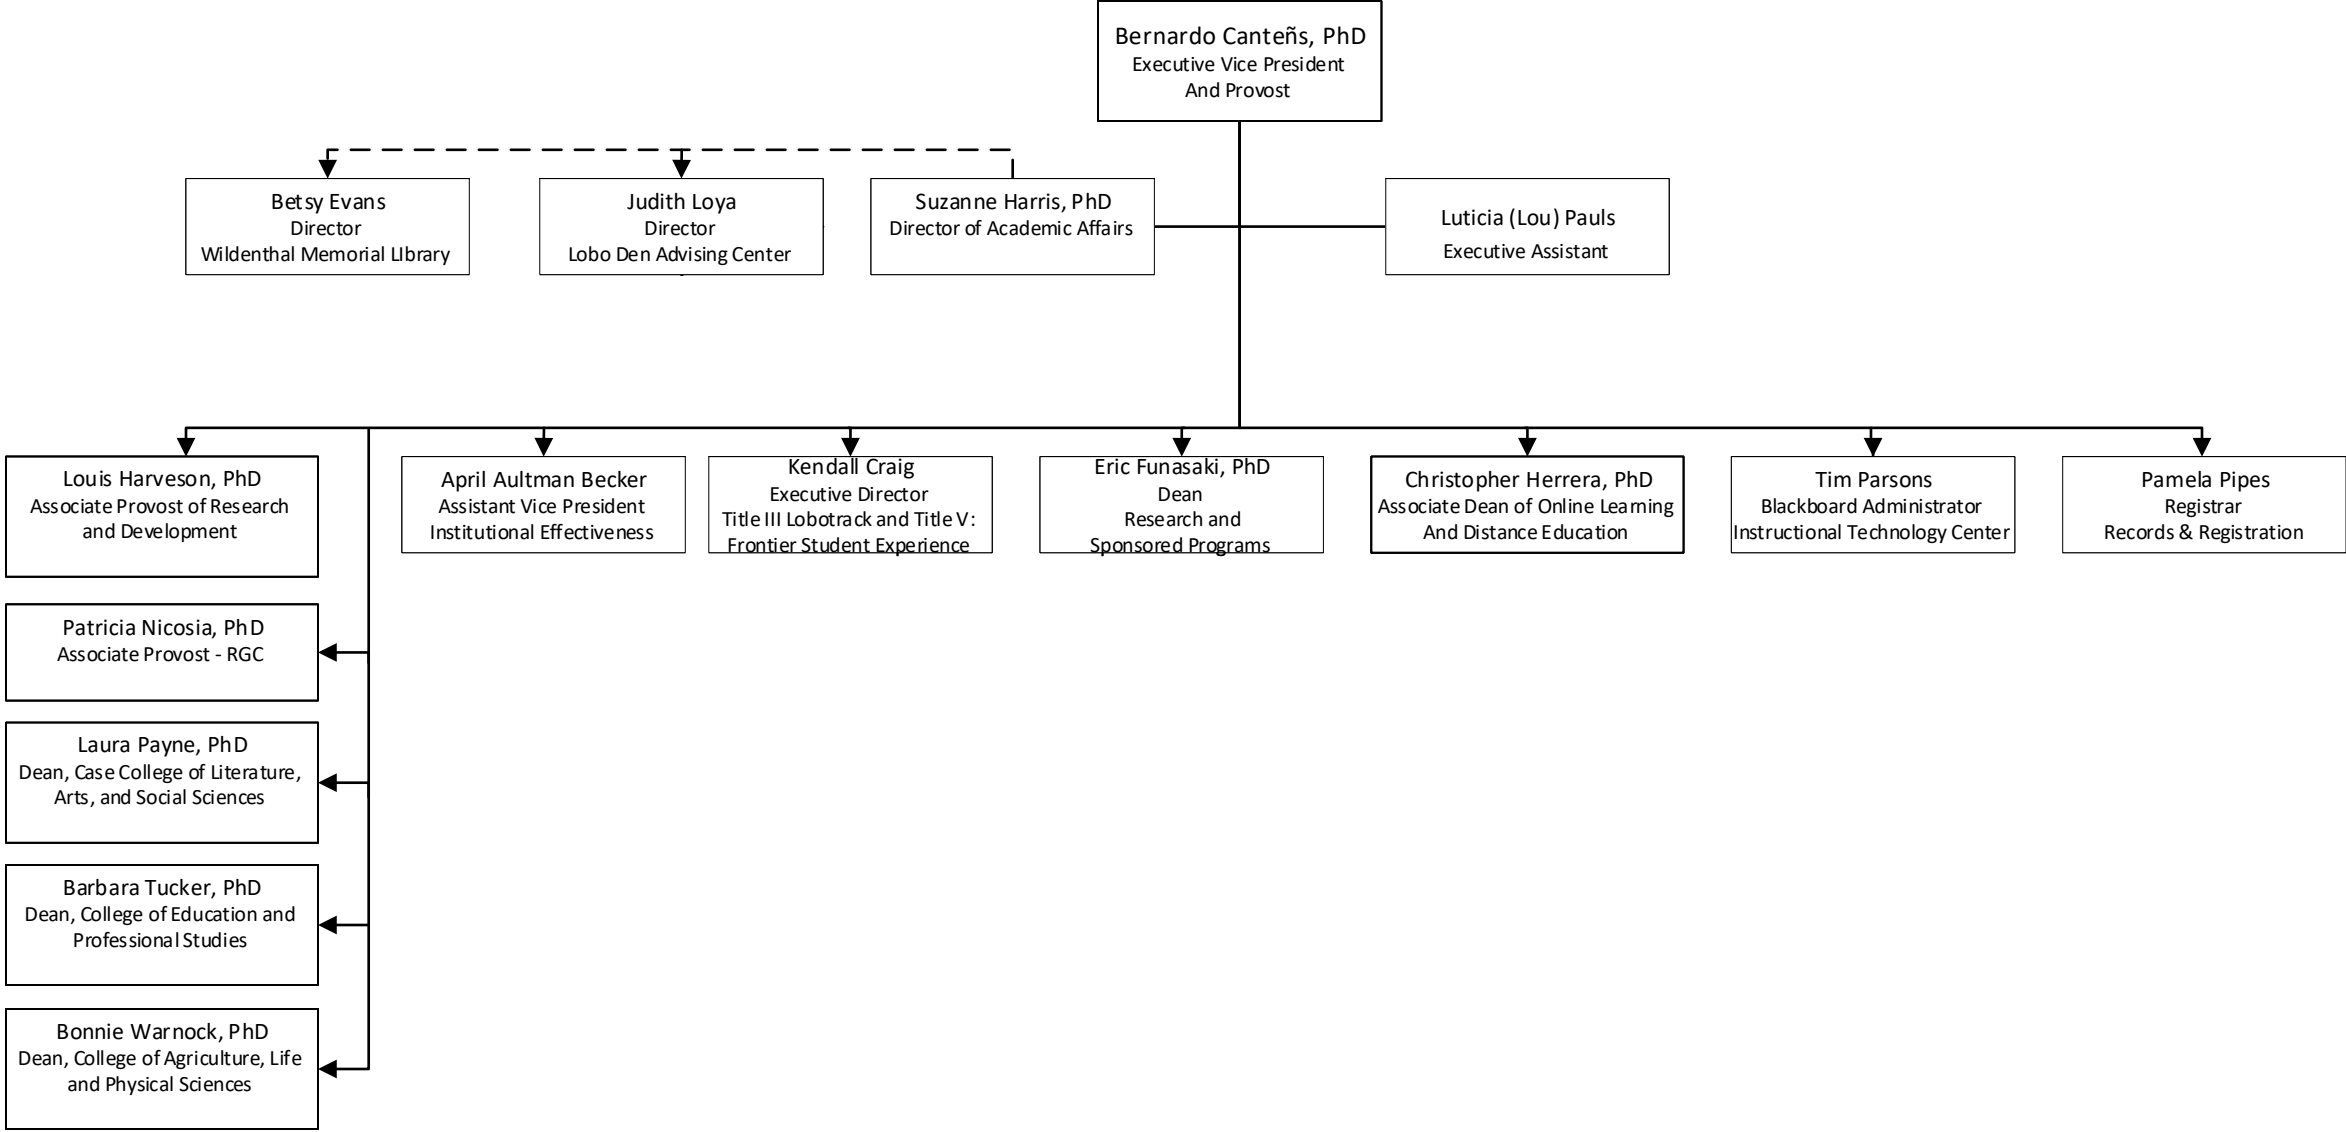 Bernardo Canteñs, PhD
Executive Vice President
And Provost
Betsy Evans
Director
Wildenthal Memorial LIbrary
Judith Loya
Director
Lobo Den Advising Center
Suzanne Harris, PhD
Director of Academic Affairs
Luticia (Lou) Pauls
Executive Assistant
Louis Harveson, PhD
Associate Provost of Research
and Development
April Aultman Becker
Assistant Vice President
Institutional Effectiveness
Kendall Craig
Executive Director
Title III Lobotrack and Title V:
Frontier Student Experience
Eric Funasaki, PhD
Dean
Research and
Sponsored Programs
Christopher Herrera, PhD
Associate Dean of Online Learning
And Distance Education
Tim Parsons
Blackboard Administrator
Instructional Technology Center
Pamela Pipes
Registrar
Records & Registration
Patricia Nicosia, PhD
Associate Provost - RGC
Laura Payne, PhD
Dean, Case College of Literature,
Arts, and Social Sciences
Barbara Tucker, PhD
Dean, College of Education and
Professional Studies
Bonnie Warnock, PhD
Dean, College of Agriculture, Life
and Physical Sciences